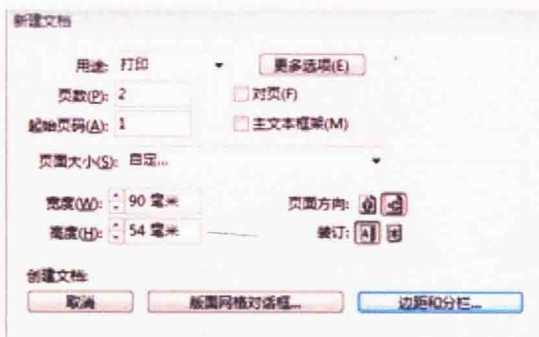 新建文档
用途: 打印 更多选项(E)
页数(P): 2 对页(F)
起始页码(A): 1 主文本框架(M)
页面大小(S): 自定...
宽度(W): 90 毫米 页面方向:
高度(H): 54 毫米 装订:
创建文档:
取消 版面网格对话框... 边距和分栏...